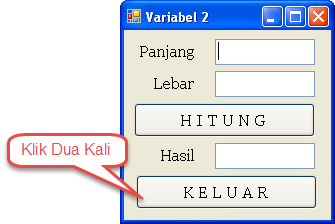 Variabel 2
Panjang
Lebar
H I T U N G
Klik Dua Kali
Hasil
K E L U A R